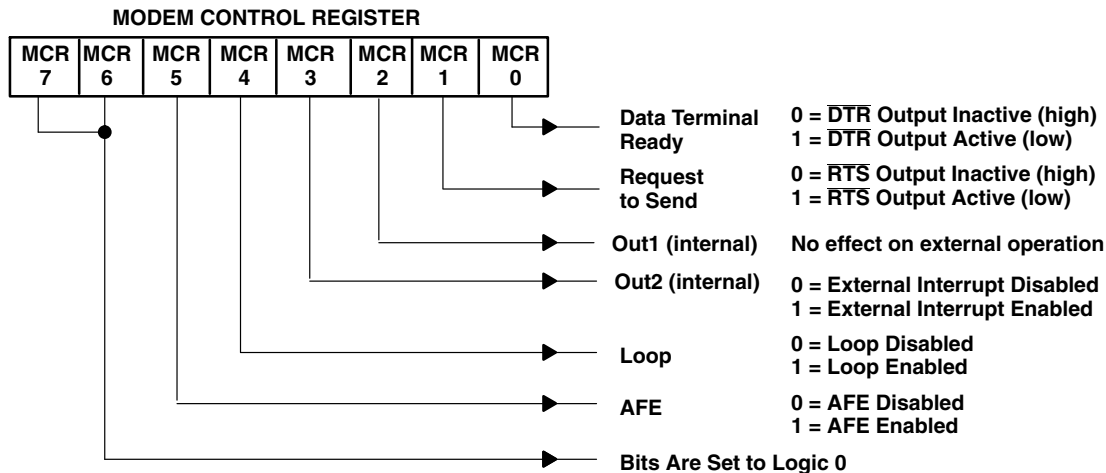 MODEM CONTROL REGISTER
MCR 7
MCR 6
MCR 5
MCR 4
MCR 3
MCR 2
MCR 1
MCR 0
Data Terminal
Ready
0 = D̅T̅R̅ Output Inactive (high)
1 = D̅T̅R̅ Output Active (low)
Request
to Send
0 = R̅T̅S̅ Output Inactive (high)
1 = R̅T̅S̅ Output Active (low)
Out1 (internal)
No effect on external operation
Out2 (internal)
0 = External Interrupt Disabled
1 = External Interrupt Enabled
Loop
0 = Loop Disabled
1 = Loop Enabled
AFE
0 = AFE Disabled
1 = AFE Enabled
Bits Are Set to Logic 0